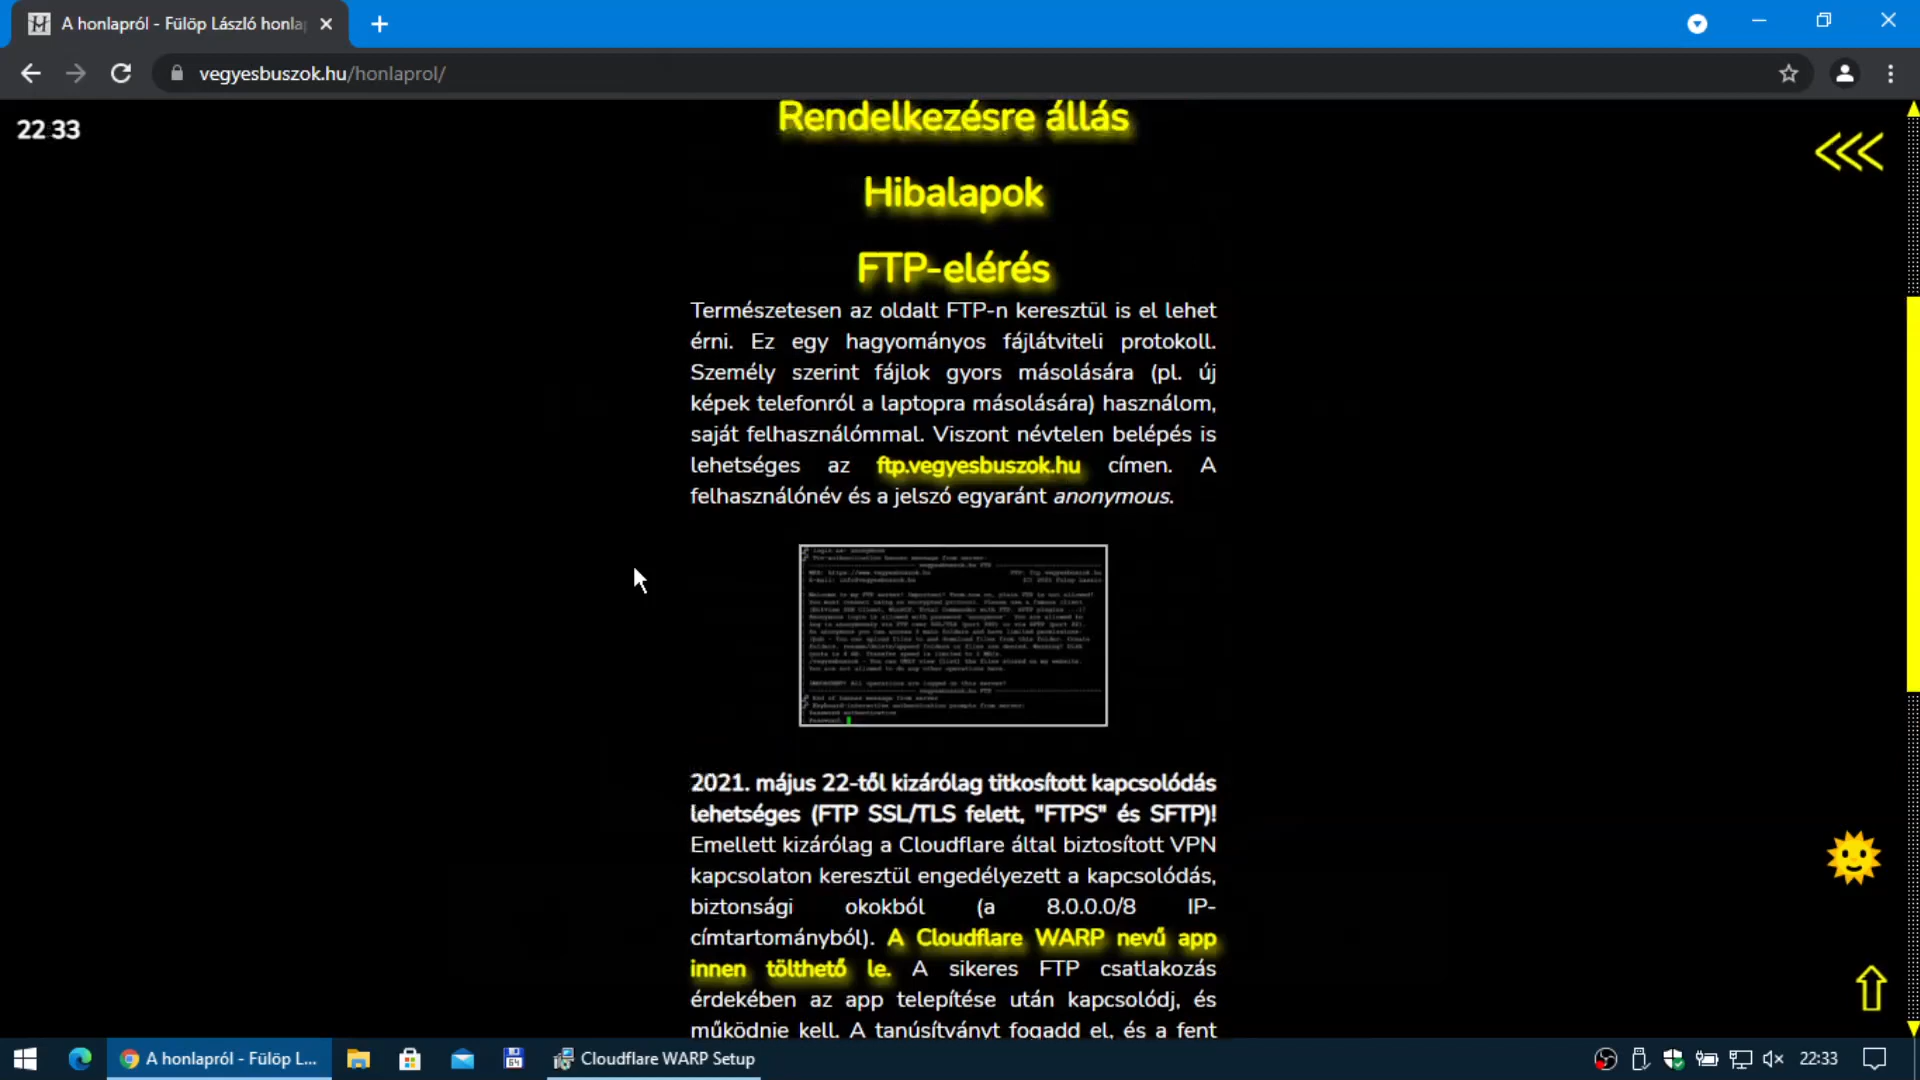 A honlapról - Fülöp László honla
vegyesbuszok.hu/honlaprol/
22 33
Rendelkezésre állás
Hibalapok
FTP-elérés
Természetesen az oldalt FTP-n keresztül is el lehet
érni. Ez egy hagyományos fájlátviteli protokoll.
Személy szerint fájlok gyors másolására (pl. új
képek telefonról a laptopra másolására) használom,
saját felhasználómmal. Viszont névtelen belépés is
lehetséges az ftp.vegyesbuszok.hu címen. A
felhasználónév és a jelszó egyaránt anonymous.
2021. május 22-től kizárólag titkosított kapcsolódás
lehetséges (FTP SSL/TLS felett, "FTPS" és SFTP)!
Emellett kizárólag a Cloudflare által biztosított VPN
kapcsolaton keresztül engedélyezett a kapcsolódás,
biztonsági okokból (a 8.0.0.0/8 IP-
címtartományból). A Cloudflare WARP nevű app
innen tölthető le. A sikeres FTP csatlakozás
érdekében az app telepítése után kapcsolódj, és
működnie kell. A tanúsítványt fogadd el, és a fent
A honlapról - Fülöp L...
64
Cloudflare WARP Setup
22:33